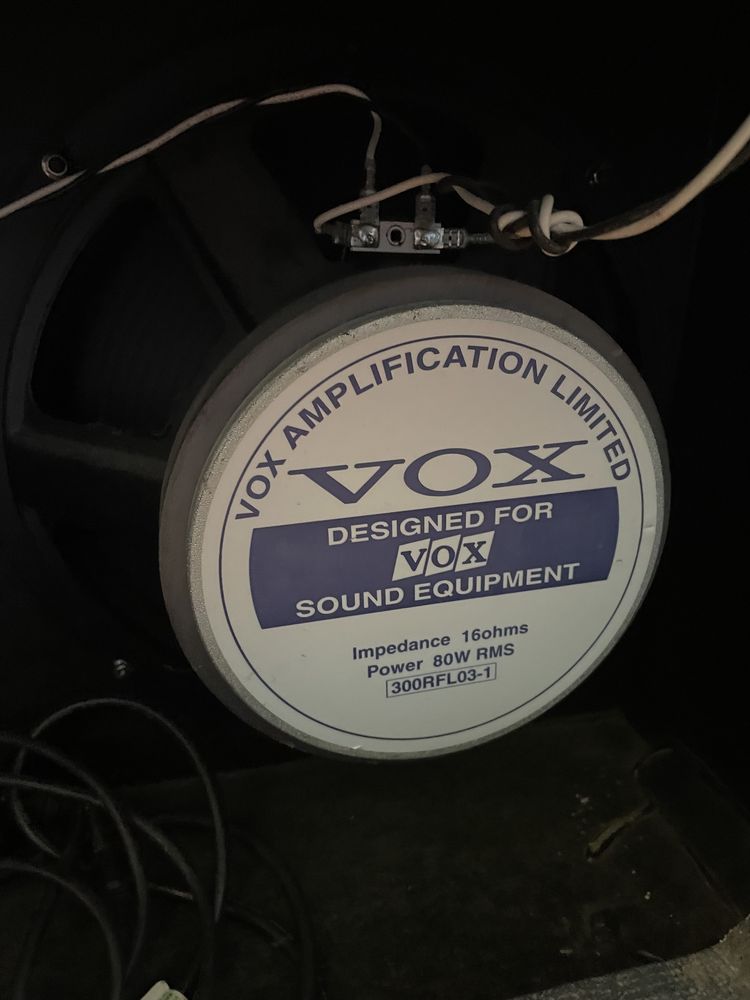 VOX AMPLIFICATION LIMITED
VOX
DESIGNED FOR
VOX
SOUND EQUIPMENT
Impedance 16ohms
Power 80W RMS
300RFL03-1